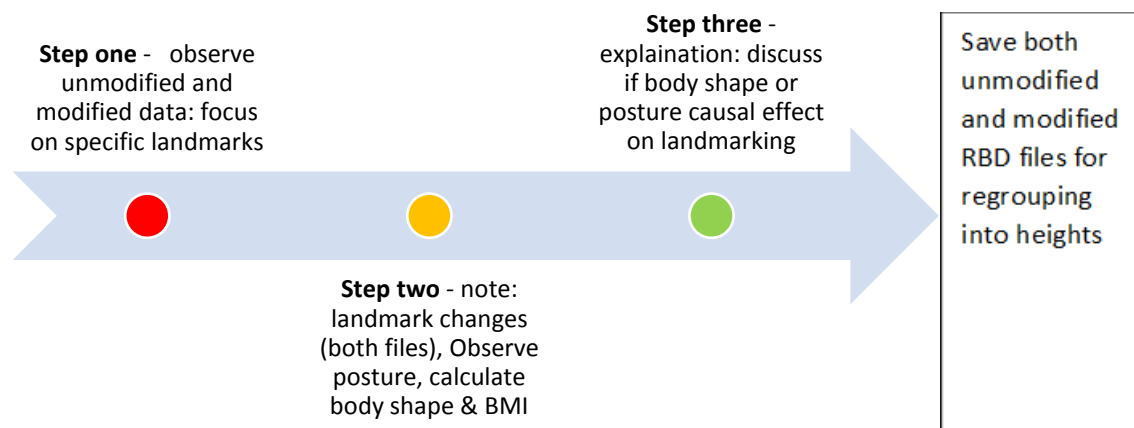 Step one -   observe
unmodified and
modified data: focus
on specific landmarks
Step two - note:
landmark changes
(both files), Observe
posture, calculate
body shape & BMI
Step three -
explaination: discuss
if body shape or
posture causal effect
on landmarking
Save both
unmodified
and modified
RBD files for
regrouping
into heights